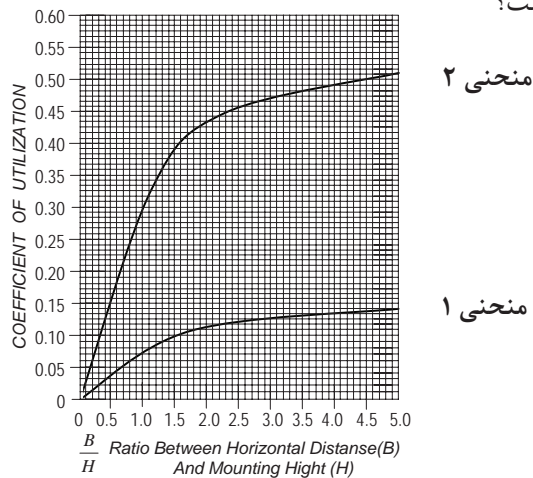 ت؟
0.60
0.55
0.50
0.45
0.40
0.35
0.30
0.25
0.20
0.15
0.10
0.05
0
COEFFICIENT OF UTILIZATION
منحنی ۲
منحنی ۱
0 0.5 1.0 1.5 2.0 2.5 3.0 3.5 4.0 4.5 5.0
B/H Ratio Between Horizontal Distanse(B)
And Mounting Hight (H)